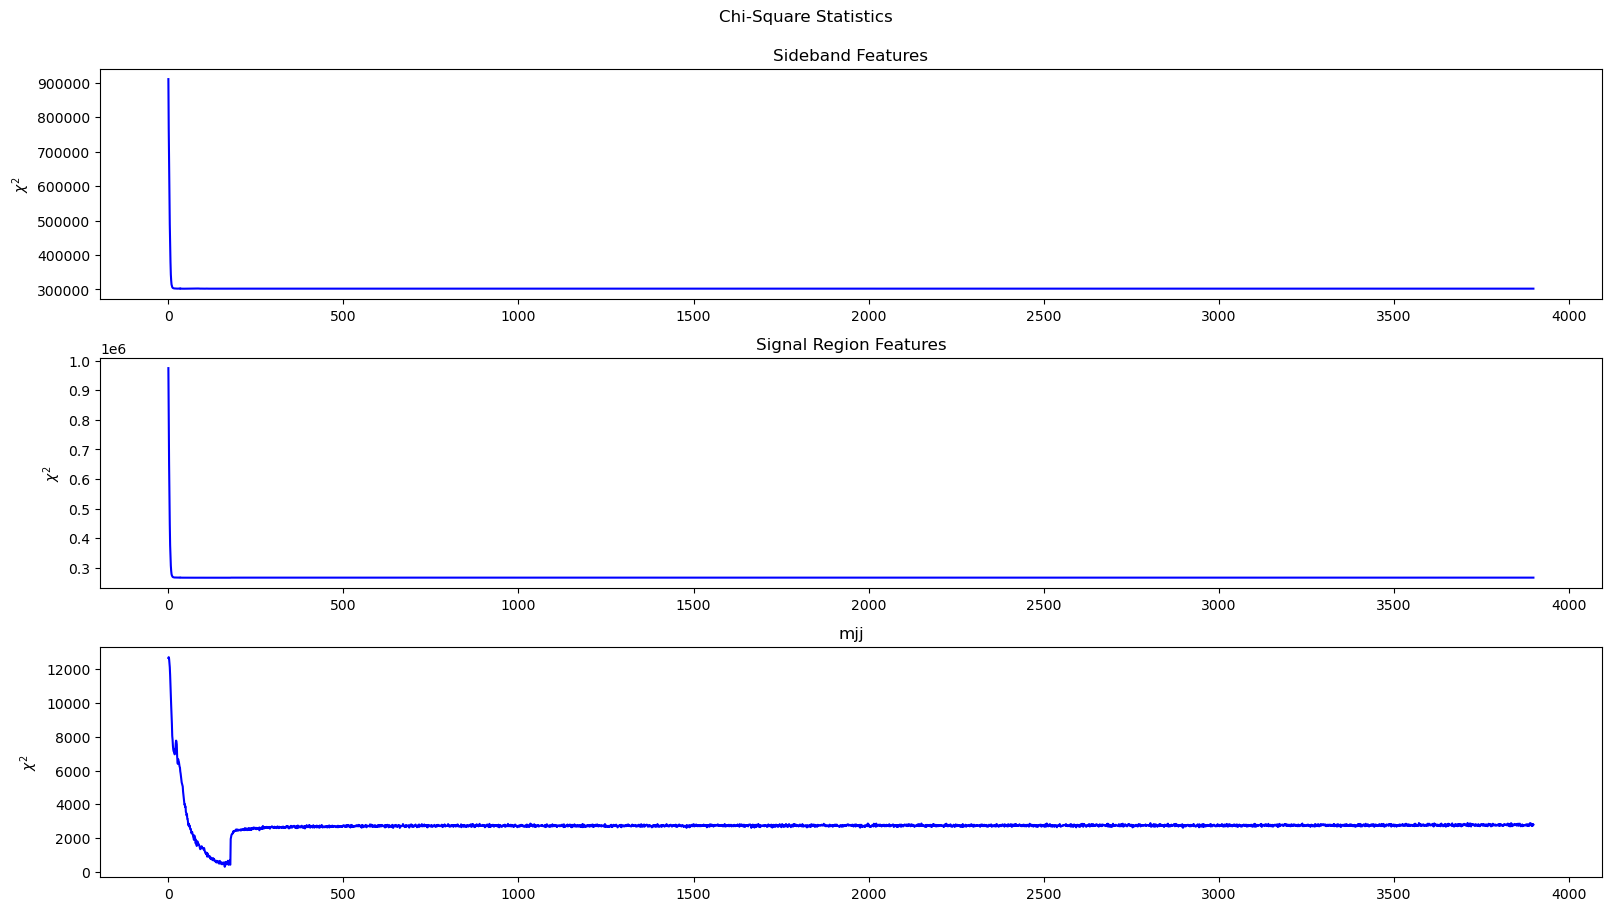 Chi-Square Statistics
Sideband Features
900000
800000
700000
600000
500000
400000
300000
χ²
0 500 1000 1500 2000 2500 3000 3500 4000
Signal Region Features
1e6
1.0
0.9
0.8
0.7
0.6
0.5
0.4
0.3
χ²
0 500 1000 1500 2000 2500 3000 3500 4000
mjj
12000
10000
8000
6000
4000
2000
0
χ²
0 500 1000 1500 2000 2500 3000 3500 4000